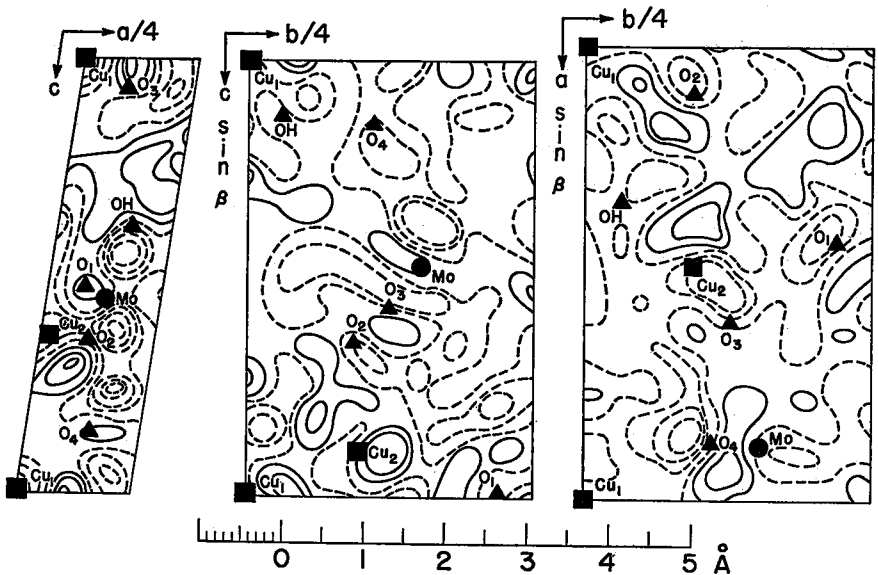 a/4
c
Cu1
O3
OH
O1
Mo
Cu2
O2
O4
Cu1
b/4
c sin β
Cu1
OH
O4
Mo
O3
O2
Cu2
Cu1
O1
b/4
a sin β
Cu1
O2
OH
O1
Cu2
O3
O4
Mo
Cu1
0 1 2 3 4 5 Å